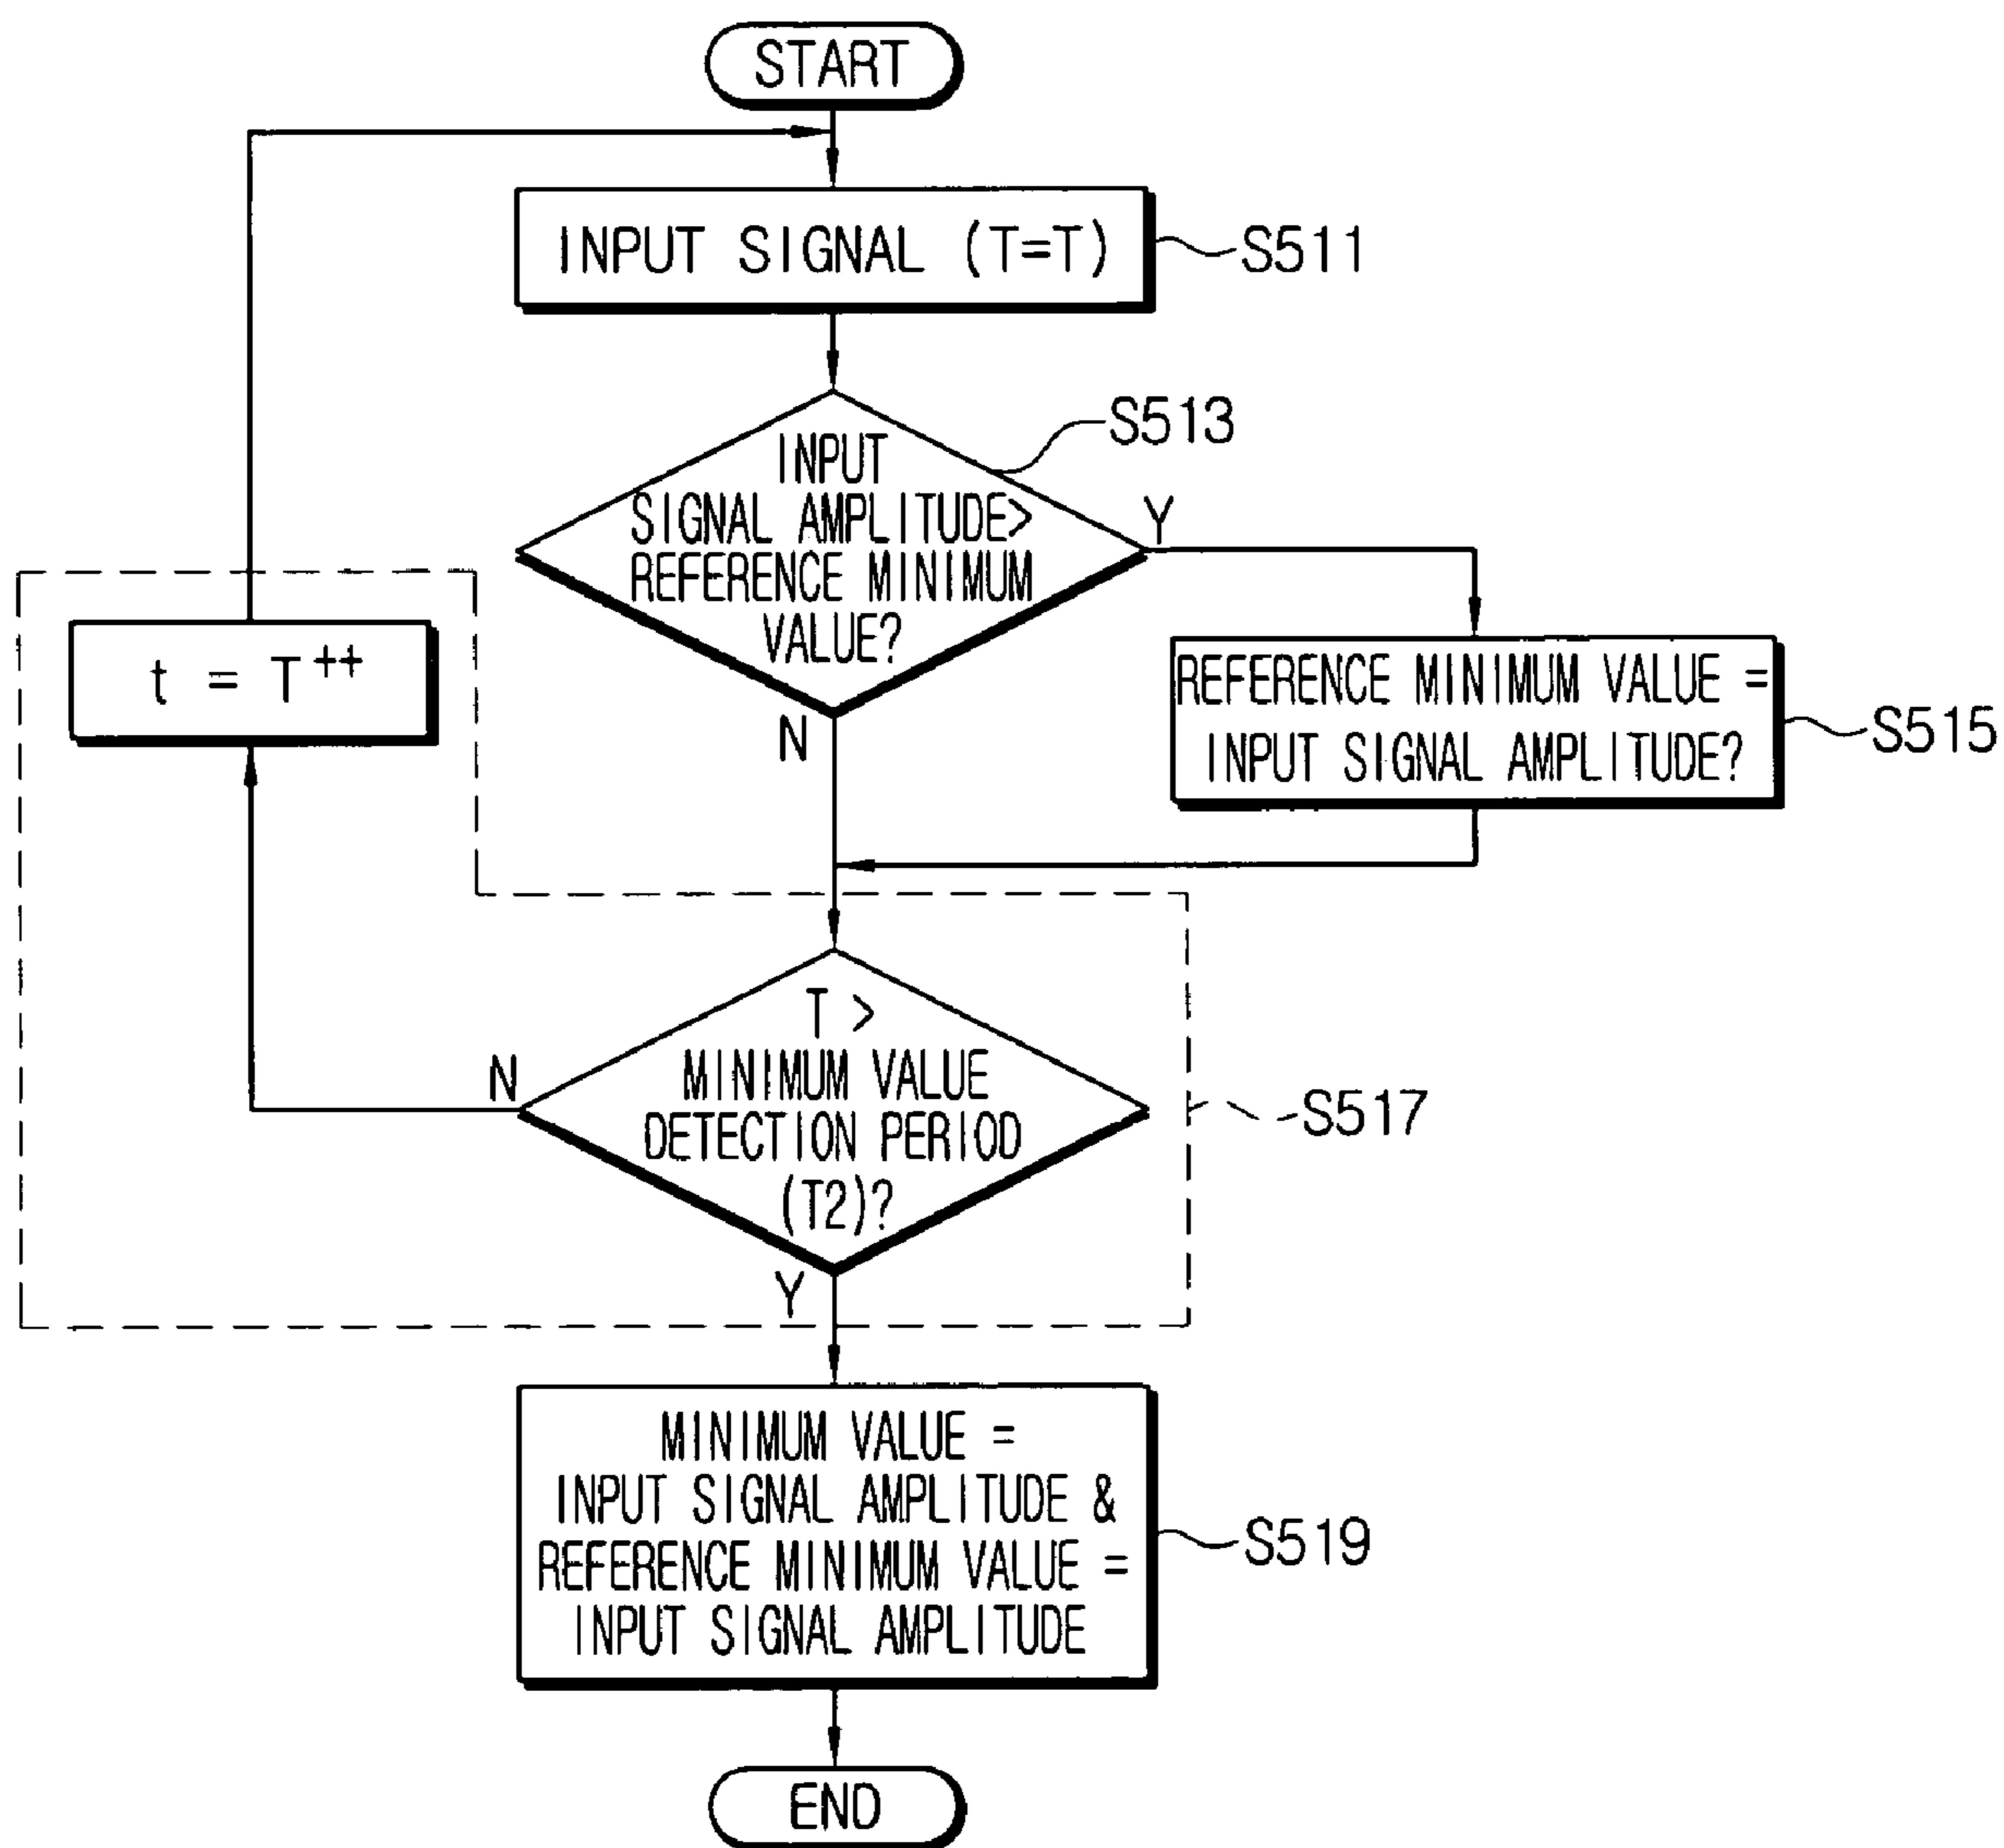 START
INPUT SIGNAL (T=T)
S511
S513
INPUT
SIGNAL AMPLITUDE>
REFERENCE MINIMUM
VALUE?
Y
N
REFERENCE MINIMUM VALUE =
INPUT SIGNAL AMPLITUDE?
S515
t = T++
T >
MINIMUM VALUE
DETECTION PERIOD
(T2)?
N
Y
S517
MINIMUM VALUE =
INPUT SIGNAL AMPLITUDE &
REFERENCE MINIMUM VALUE =
INPUT SIGNAL AMPLITUDE
S519
END